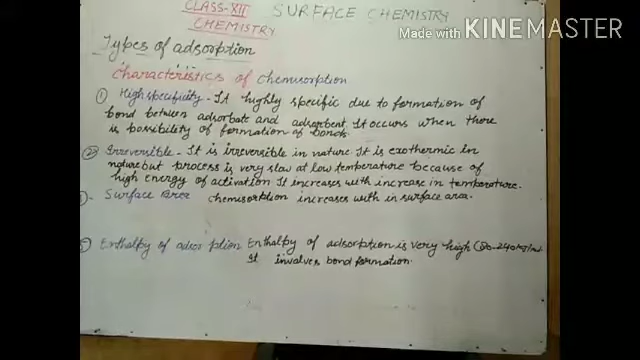 CLASS-XII SURFACE CHEMISTRY
CHEMISTRY
Made with KINEMASTER
Types of adsorption
Characteristics of chemisorption
① High specificity - It highly specific due to formation of
bond between adsorbate and adsorbent. It occurs when there
is possibility of formation of bonds.
② Irreversible - It is irreversible in nature. It is exothermic in
nature but process is very slow at low temperature because of
high energy of activation It increases with increase in temperature.
Surface Area chemisorption increases with in surface area.
Enthalpy of adsorption Enthalpy of adsorption is very high
It involves bond formation.